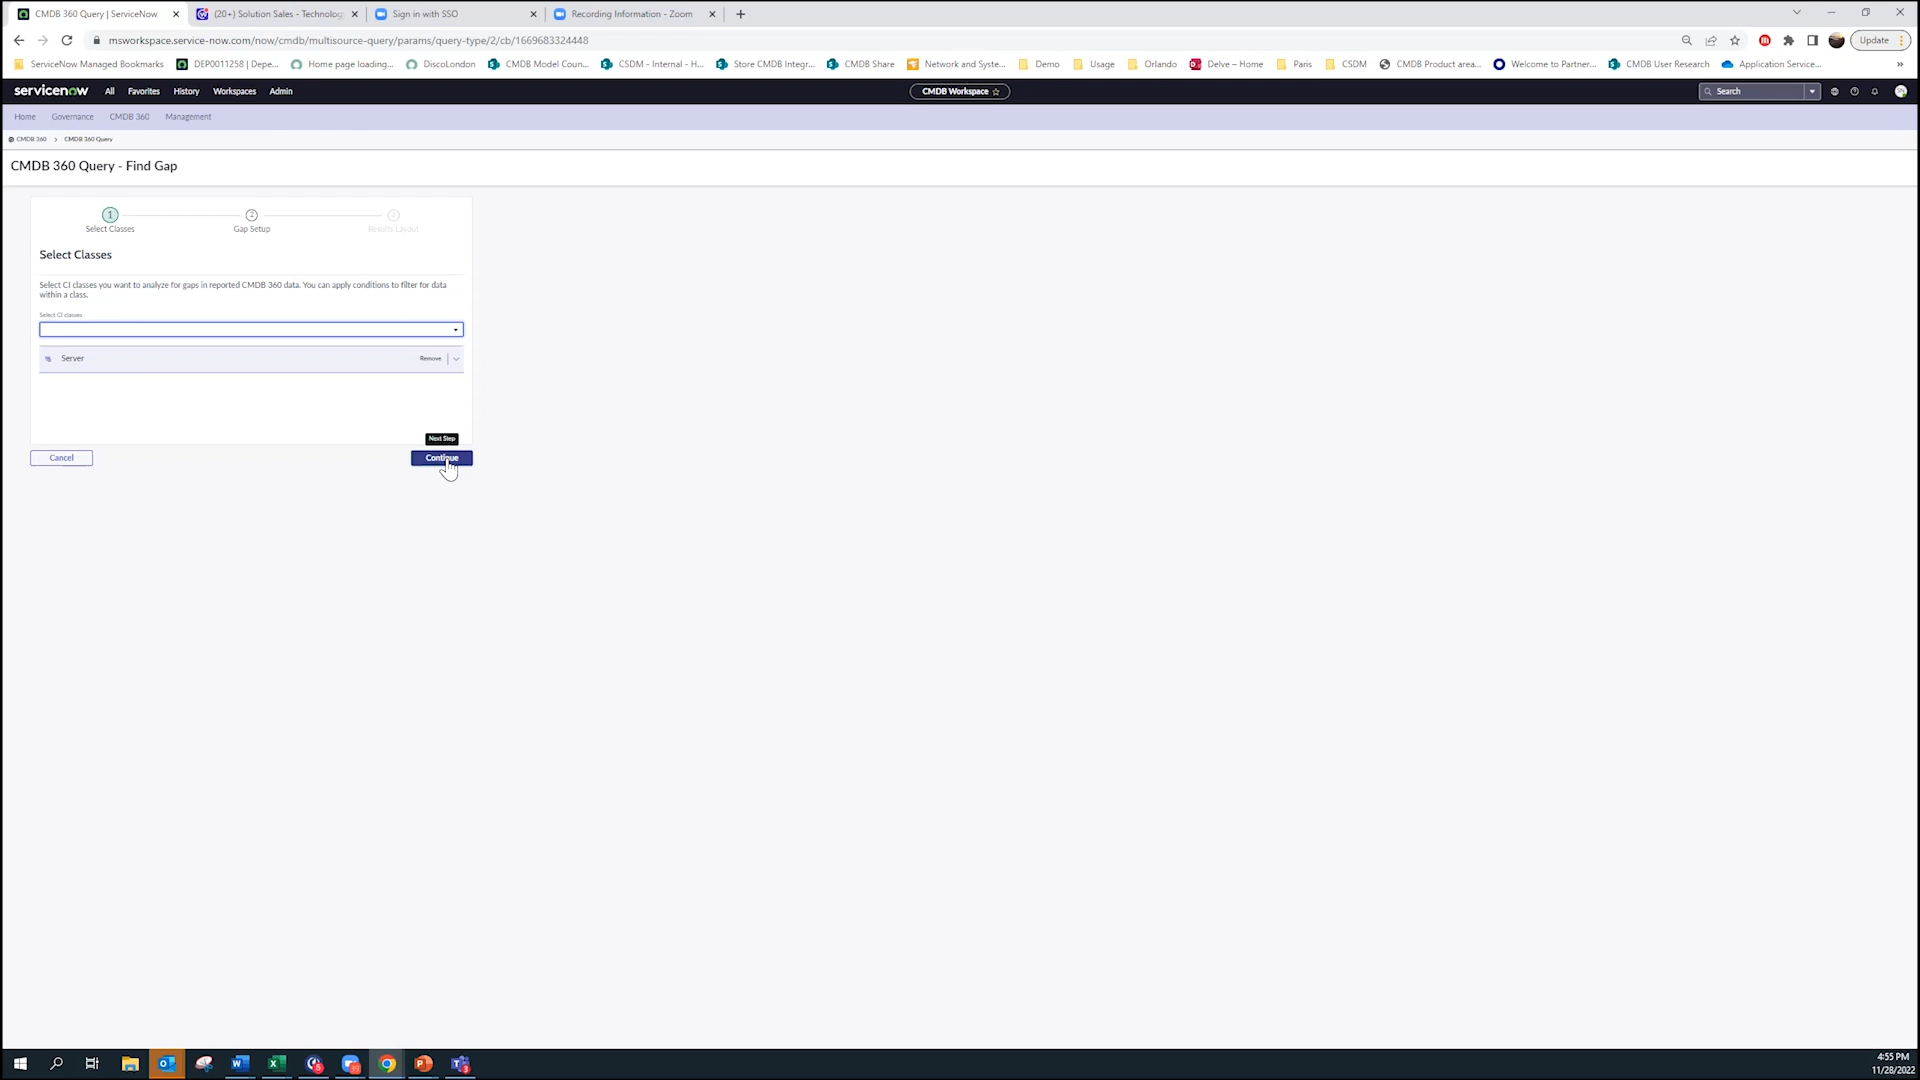 CMDB 360 Query | ServiceNow
(20+) Solution Sales - Technology
Sign in with SSO
Recording Information - Zoom
msworkspace.service-now.com/now/cmdb/multisource-query/params/query-type/2/cb/1669683324448
Update
ServiceNow Managed Bookmarks
DEP0011258 | Depe...
Home page loading...
DiscoLondon
CMDB Model Coun...
CSDM - Internal - H...
Store CMDB Integr...
CMDB Share
Network and Syste...
Demo
Usage
Orlando
Delve – Home
Paris
CSDM
CMDB Product area...
Welcome to Partner...
CMDB User Research
Application Service...
»
servicenow
All
Favorites
History
Workspaces
Admin
CMDB Workspace
Search
Home
Governance
CMDB 360
Management
CMDB 360 > CMDB 360 Query
CMDB 360 Query - Find Gap
1
2
3
Select Classes
Gap Setup
Results Layout
Select Classes
Select CI classes you want to analyze for gaps in reported CMDB 360 data. You can apply conditions to filter for data
within a class.
Select CI classes
Server
Remove
Next Step
Cancel
Continue
4:55 PM
11/28/2022